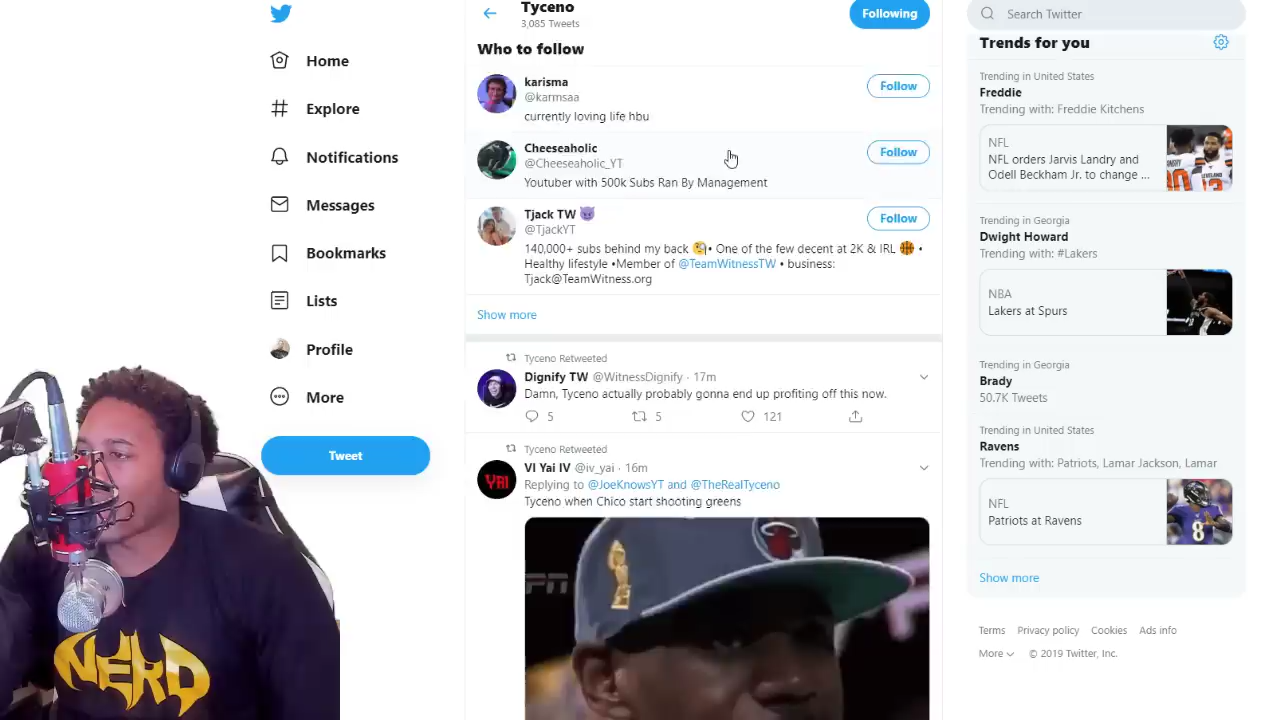 Home
Explore
Notifications
Messages
Bookmarks
Lists
Profile
More
Tweet
NERD
Tyceno
3,085 Tweets
Following
Who to follow
karisma
@karmsaa
currently loving life hbu
Follow
Cheeseaholic
@Cheeseaholic_YT
Youtuber with 500k Subs Ran By Management
Follow
Tjack TW 😈
@TjackYT
140,000+ subs behind my back 🧐• One of the few decent at 2K & IRL 🏀 •
Healthy lifestyle •Member of @TeamWitnessTW • business:
Tjack@TeamWitness.org
Follow
Show more
Tyceno Retweeted
Dignify TW @WitnessDignify · 17m
Damn, Tyceno actually probably gonna end up profiting off this now.
5 5 121
Tyceno Retweeted
VI Yai IV @iv_yai · 16m
Replying to @JoeKnowsYT and @TheRealTyceno
Tyceno when Chico start shooting greens
YAI
Search Twitter
Trends for you
Trending in United States
Freddie
Trending with: Freddie Kitchens
NFL
NFL orders Jarvis Landry and
Odell Beckham Jr. to change ...
Trending in Georgia
Dwight Howard
Trending with: #Lakers
NBA
Lakers at Spurs
Trending in Georgia
Brady
50.7K Tweets
Trending in United States
Ravens
Trending with: Patriots, Lamar Jackson, Lamar
NFL
Patriots at Ravens
Show more
Terms Privacy policy Cookies Ads info
More © 2019 Twitter, Inc.